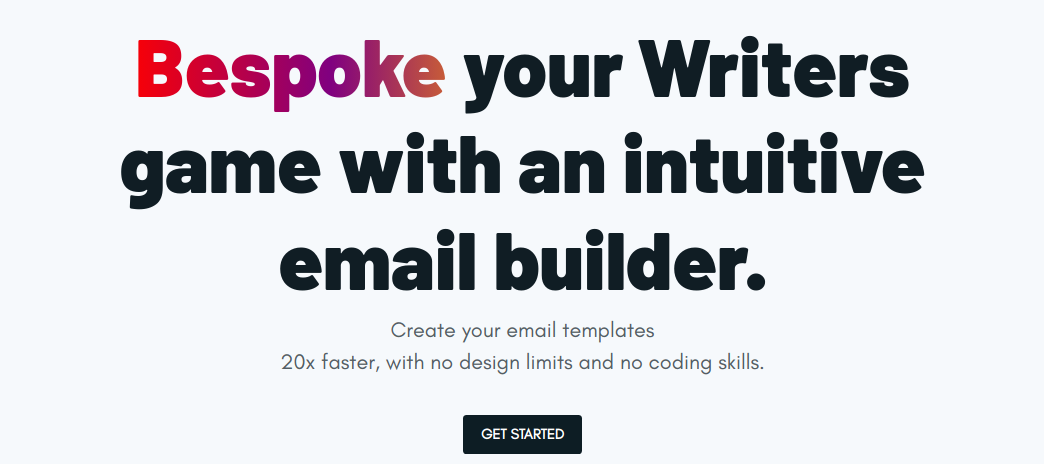 Bespoke your Writers
game with an intuitive
email builder.
Create your email templates
20x faster, with no design limits and no coding skills.
GET STARTED